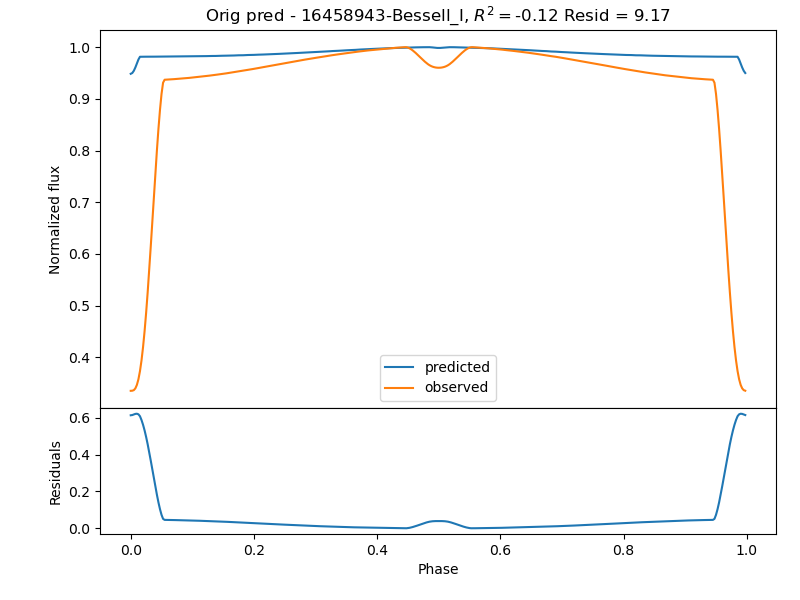 Orig pred - 16458943-Bessell_I, $R^2 = $-0.12 Resid = 9.17
1.0
0.9
0.8
0.7
0.6
0.5
0.4
Normalized flux
predicted
observed
0.6
0.4
0.2
0.0
Residuals
0.0 0.2 0.4 0.6 0.8 1.0
Phase